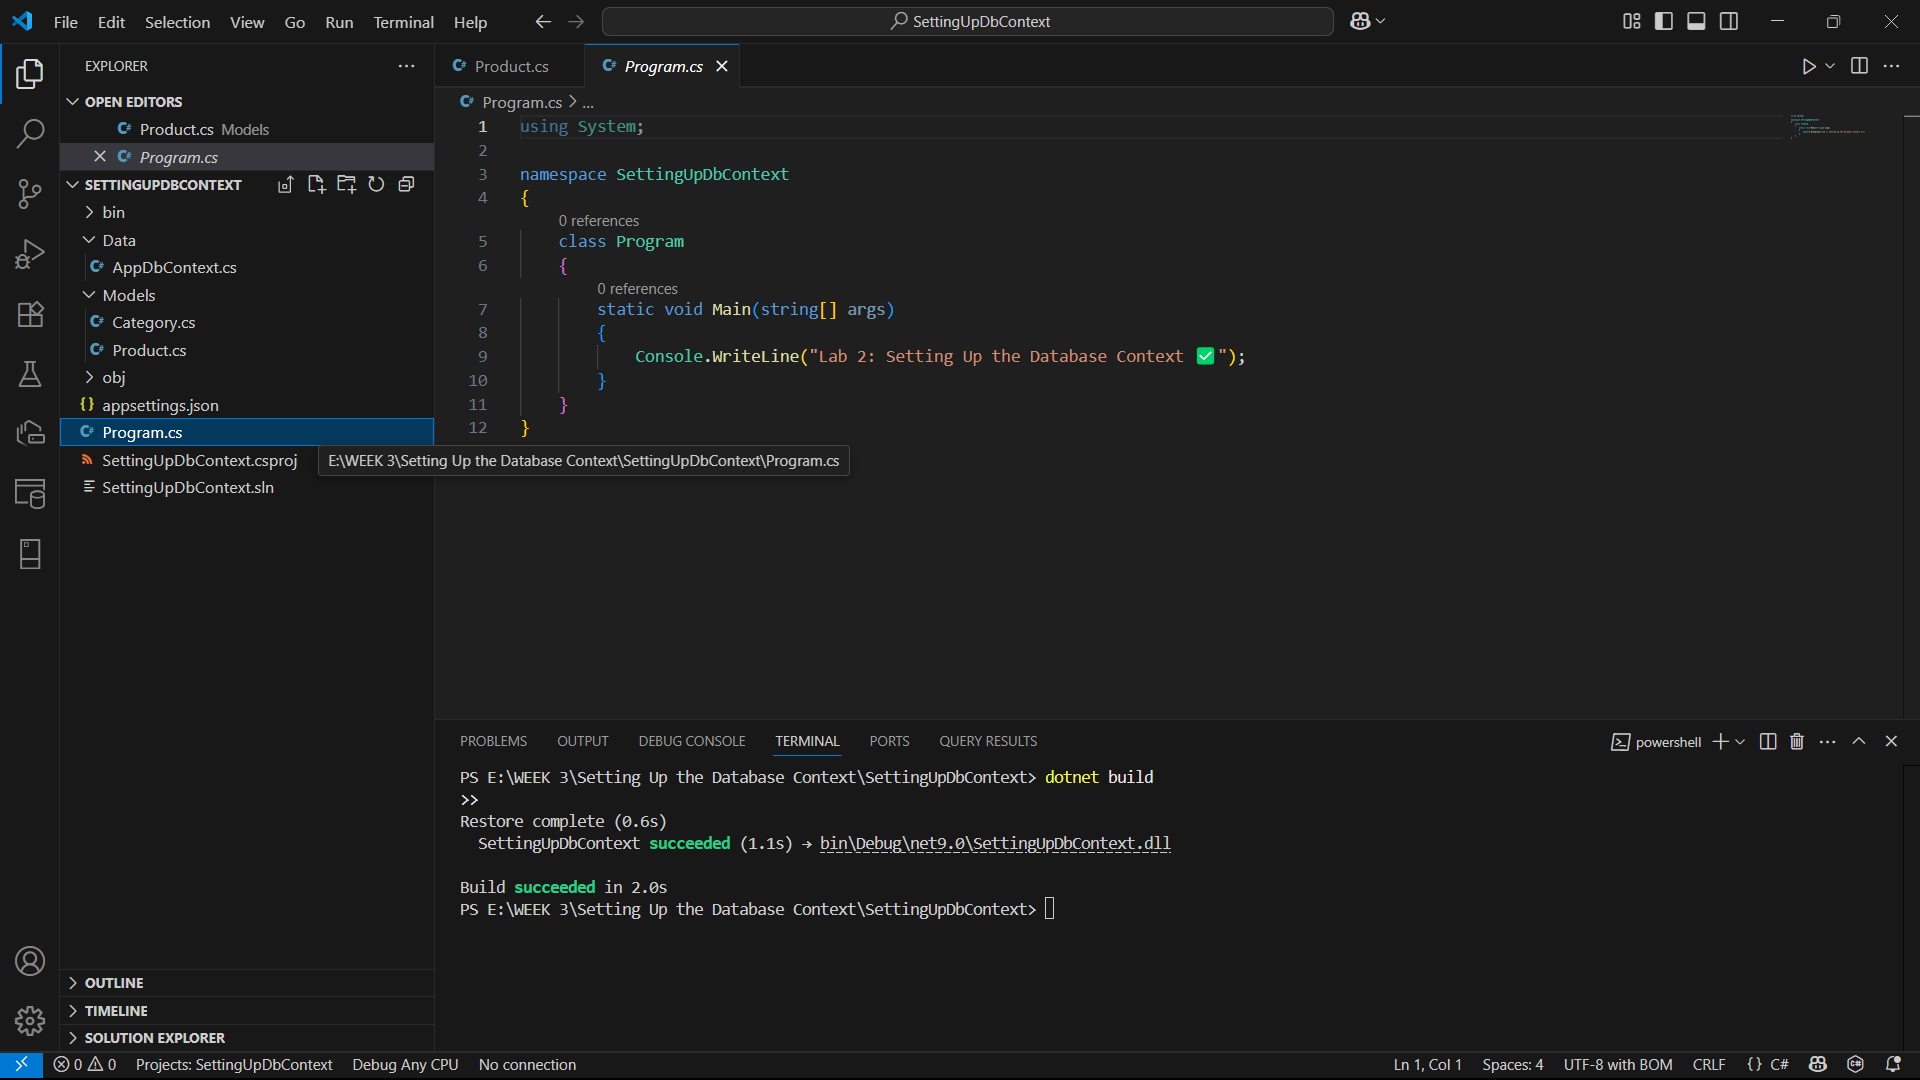 File Edit Selection View Go Run Terminal Help
SettingUpDbContext
EXPLORER
OPEN EDITORS
Product.cs Models
Program.cs
SETTINGUPDBCONTEXT
bin
Data
AppDbContext.cs
Models
Category.cs
Product.cs
obj
appsettings.json
Program.cs
SettingUpDbContext.csproj
SettingUpDbContext.sln
E:\WEEK 3\Setting Up the Database Context\SettingUpDbContext\Program.cs
OUTLINE
TIMELINE
SOLUTION EXPLORER
Product.cs
Program.cs
Program.cs > ...
1 using System;
2
3 namespace SettingUpDbContext
4 {
0 references
5 class Program
6 {
0 references
7 static void Main(string[] args)
8 {
9 Console.WriteLine("Lab 2: Setting Up the Database Context ✅");
10 }
11 }
12 }
PROBLEMS OUTPUT DEBUG CONSOLE TERMINAL PORTS QUERY RESULTS
powershell
PS E:\WEEK 3\Setting Up the Database Context\SettingUpDbContext> dotnet build
>>
Restore complete (0.6s)
SettingUpDbContext succeeded (1.1s) → bin\Debug\net9.0\SettingUpDbContext.dll
Build succeeded in 2.0s
PS E:\WEEK 3\Setting Up the Database Context\SettingUpDbContext>
0 0 Projects: SettingUpDbContext Debug Any CPU No connection Ln 1, Col 1 Spaces: 4 UTF-8 with BOM CRLF {} C#